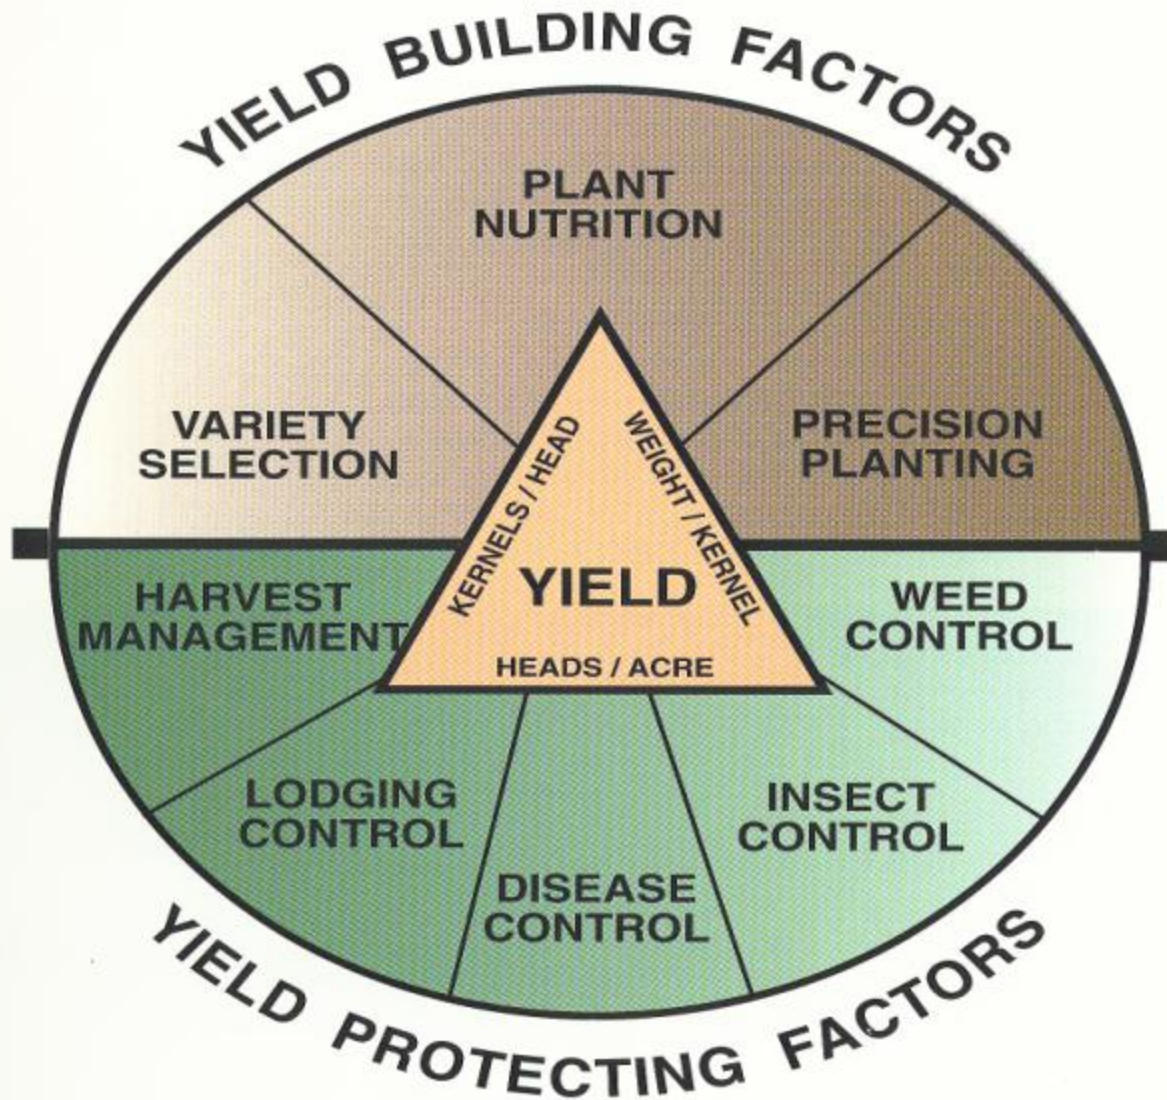 YIELD BUILDING FACTORS
PLANT
NUTRITION
VARIETY
SELECTION
PRECISION
PLANTING
KERNELS / HEAD
WEIGHT / KERNEL
YIELD
HEADS / ACRE
HARVEST
MANAGEMENT
WEED
CONTROL
LODGING
CONTROL
INSECT
CONTROL
DISEASE
CONTROL
YIELD PROTECTING FACTORS